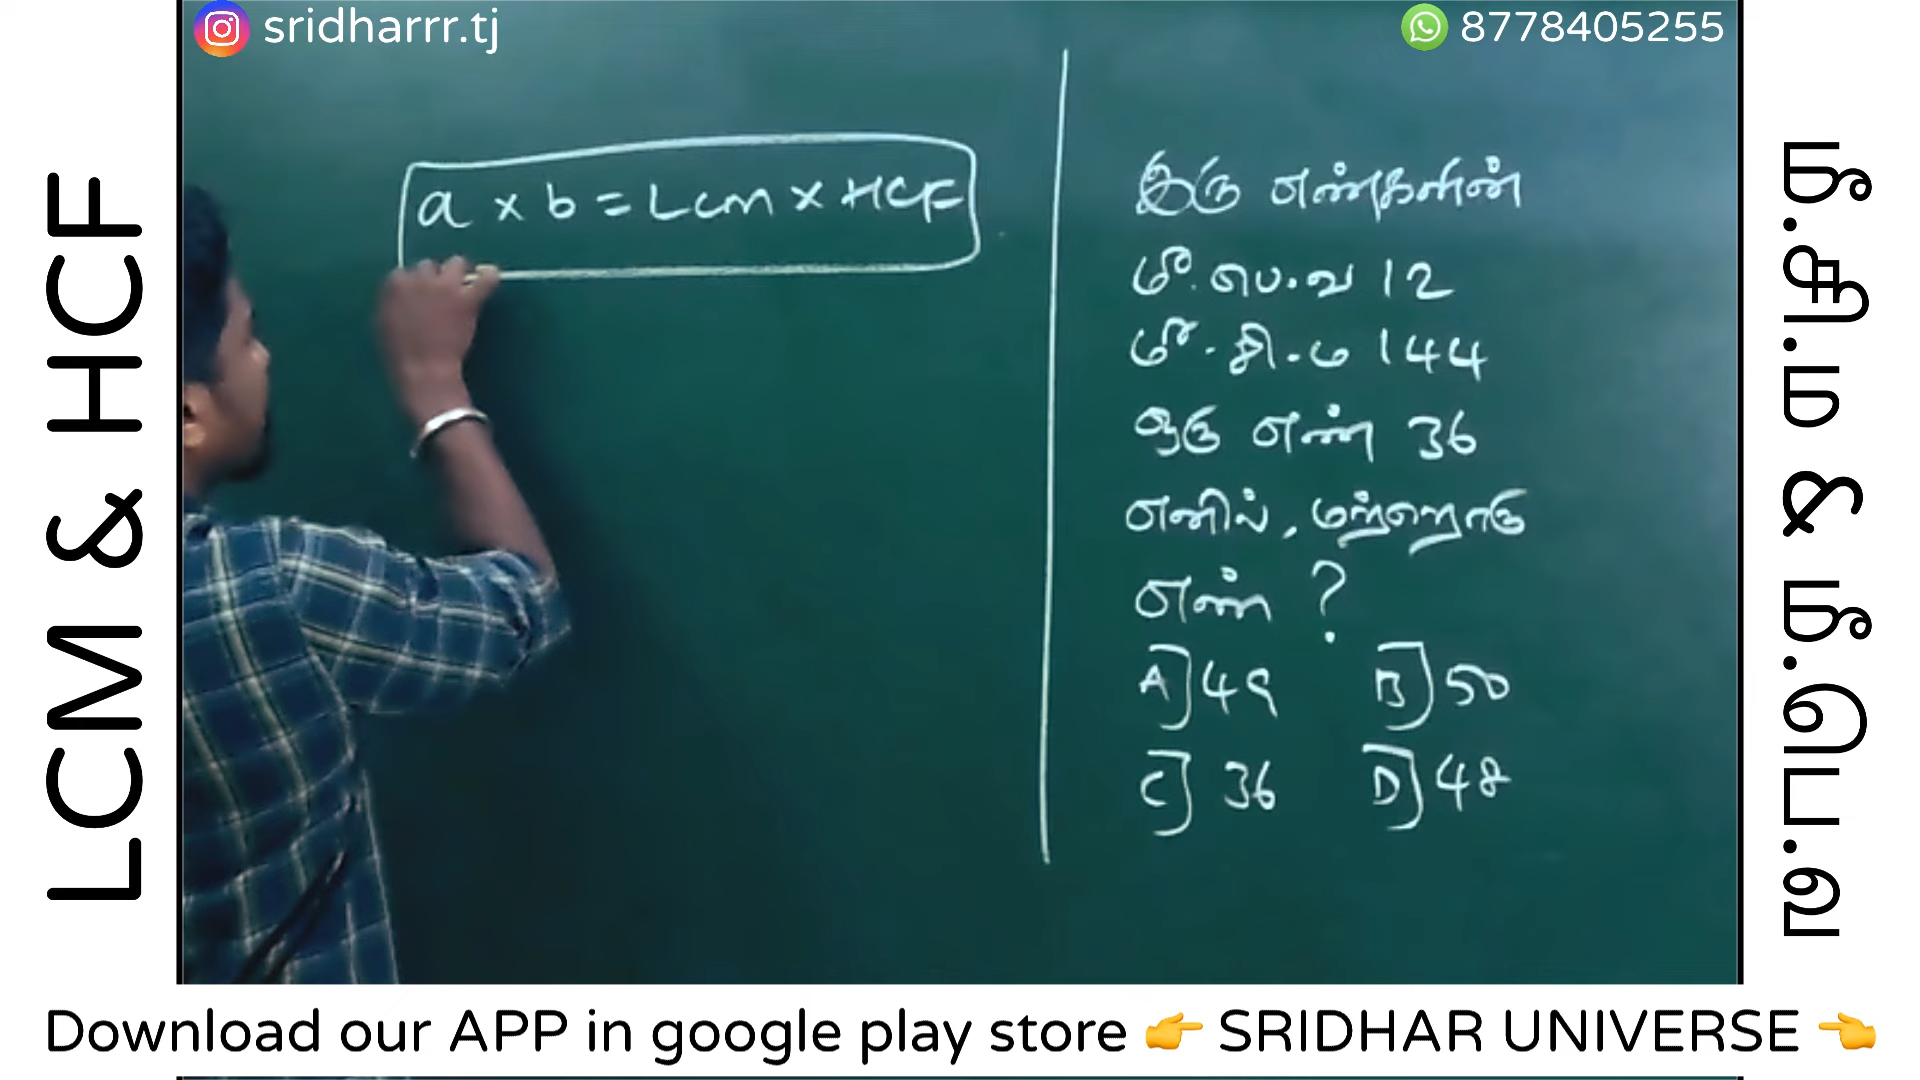 sridharrr.tj
8778405255
LCM & HCF
a × b = Lcm × HCF
இரு எண்களின்
மீ.பெ.வ 12
மீ.சி.ம 144
ஒரு எண் 36
எனில், மற்றொரு
எண் ?
A] 49 B] 50
C] 36 D] 48
மீ.சி.ம & மீ.பெ.வ
Download our APP in google play store 👉 SRIDHAR UNIVERSE 👈